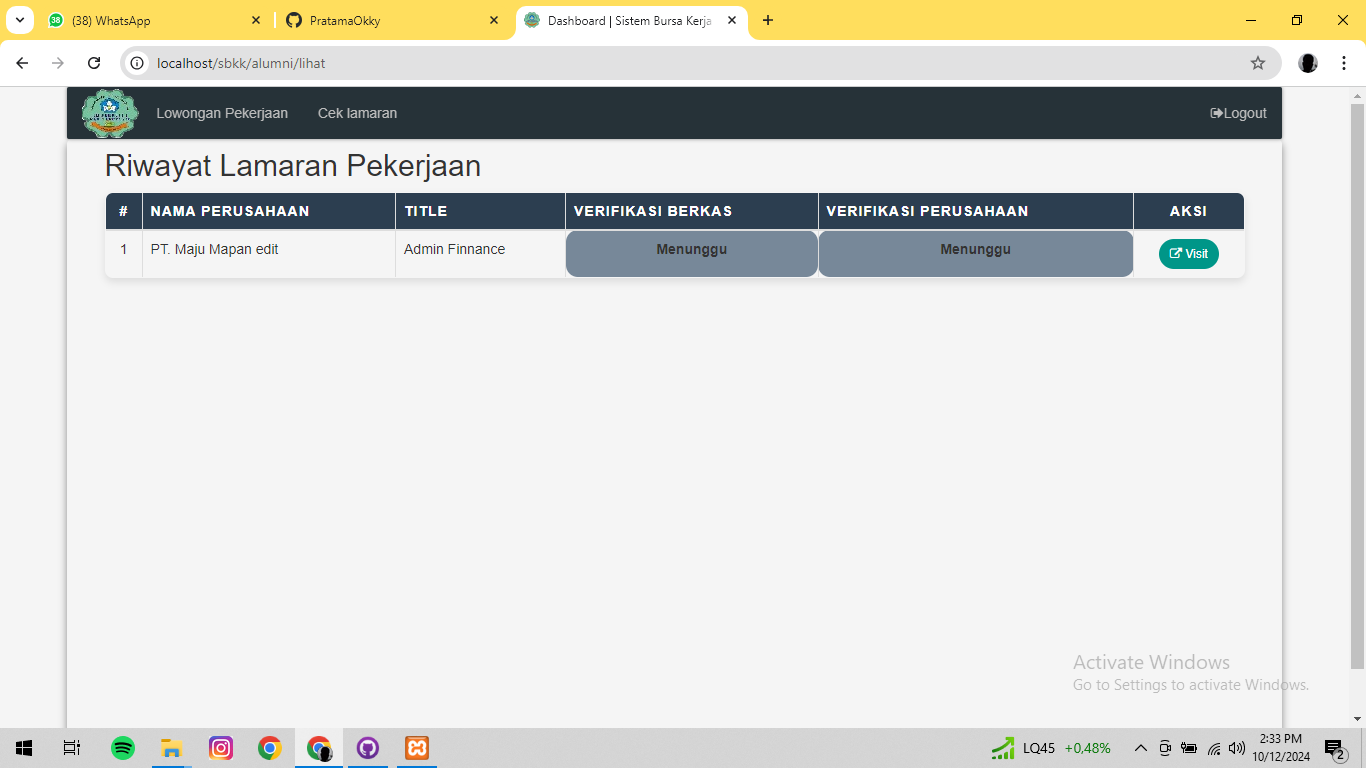 38 (38) WhatsApp
PratamaOkky
Dashboard | Sistem Bursa Kerja
localhost/sbkk/alumni/lihat
Lowongan Pekerjaan
Cek lamaran
Logout
Riwayat Lamaran Pekerjaan
# NAMA PERUSAHAAN TITLE VERIFIKASI BERKAS VERIFIKASI PERUSAHAAN AKSI
1 PT. Maju Mapan edit Admin Finnance Menunggu Menunggu Visit
Activate Windows
Go to Settings to activate Windows.
LQ45 +0,48%
2:33 PM
10/12/2024
2